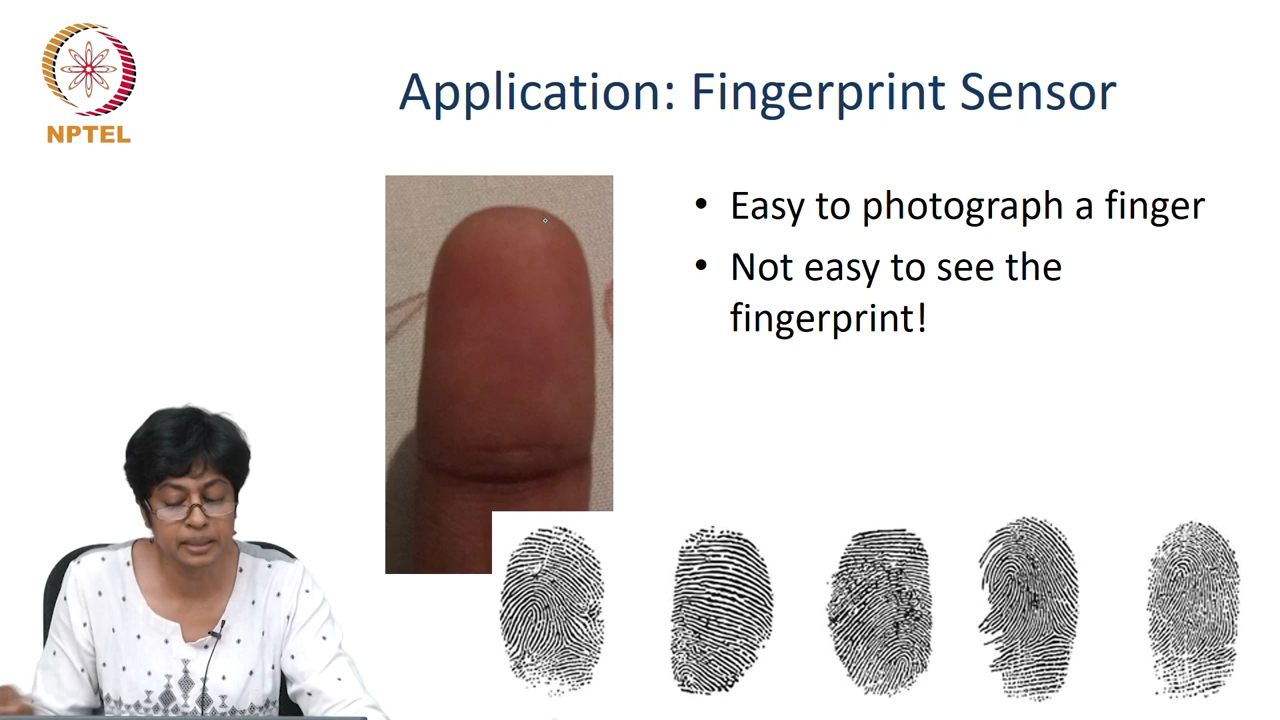 NPTEL
Application: Fingerprint Sensor
• Easy to photograph a finger
• Not easy to see the
fingerprint!